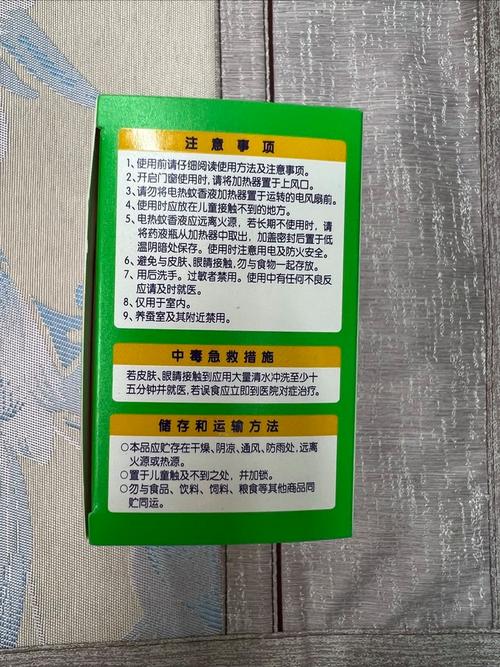 注意事项
1、使用前请仔细阅读使用方法及注意事项。
2、开启门窗使用时,请将加热器置于上风口。
3、请勿将电热蚊香液加热器置于运转的电风扇前。
4、使用时应放在儿童接触不到的地方。
5、电热蚊香液应远离火源,若长期不使用时,请
将药液瓶从加热器中取出,加盖密封后置于低
温阴暗处保存。使用时注意用电及防火安全。
6、避免与皮肤、眼睛接触,勿与食物一起存放。
7、用后洗手。过敏者禁用。使用中有任何不良反
应请及时就医。
8、仅用于室内。
9、养蚕室及其附近禁用。
中毒急救措施
若皮肤、眼睛接触到应用大量清水冲洗至少十
五分钟并就医,若误食应立即到医院对症治疗。
储存和运输方法
○本品应贮存在干燥、阴凉、通风、防雨处,远离
火源或热源。
○置于儿童触及不到之处,并加锁。
○勿与食品、饮料、饲料、粮食等其他商品同
贮同运。